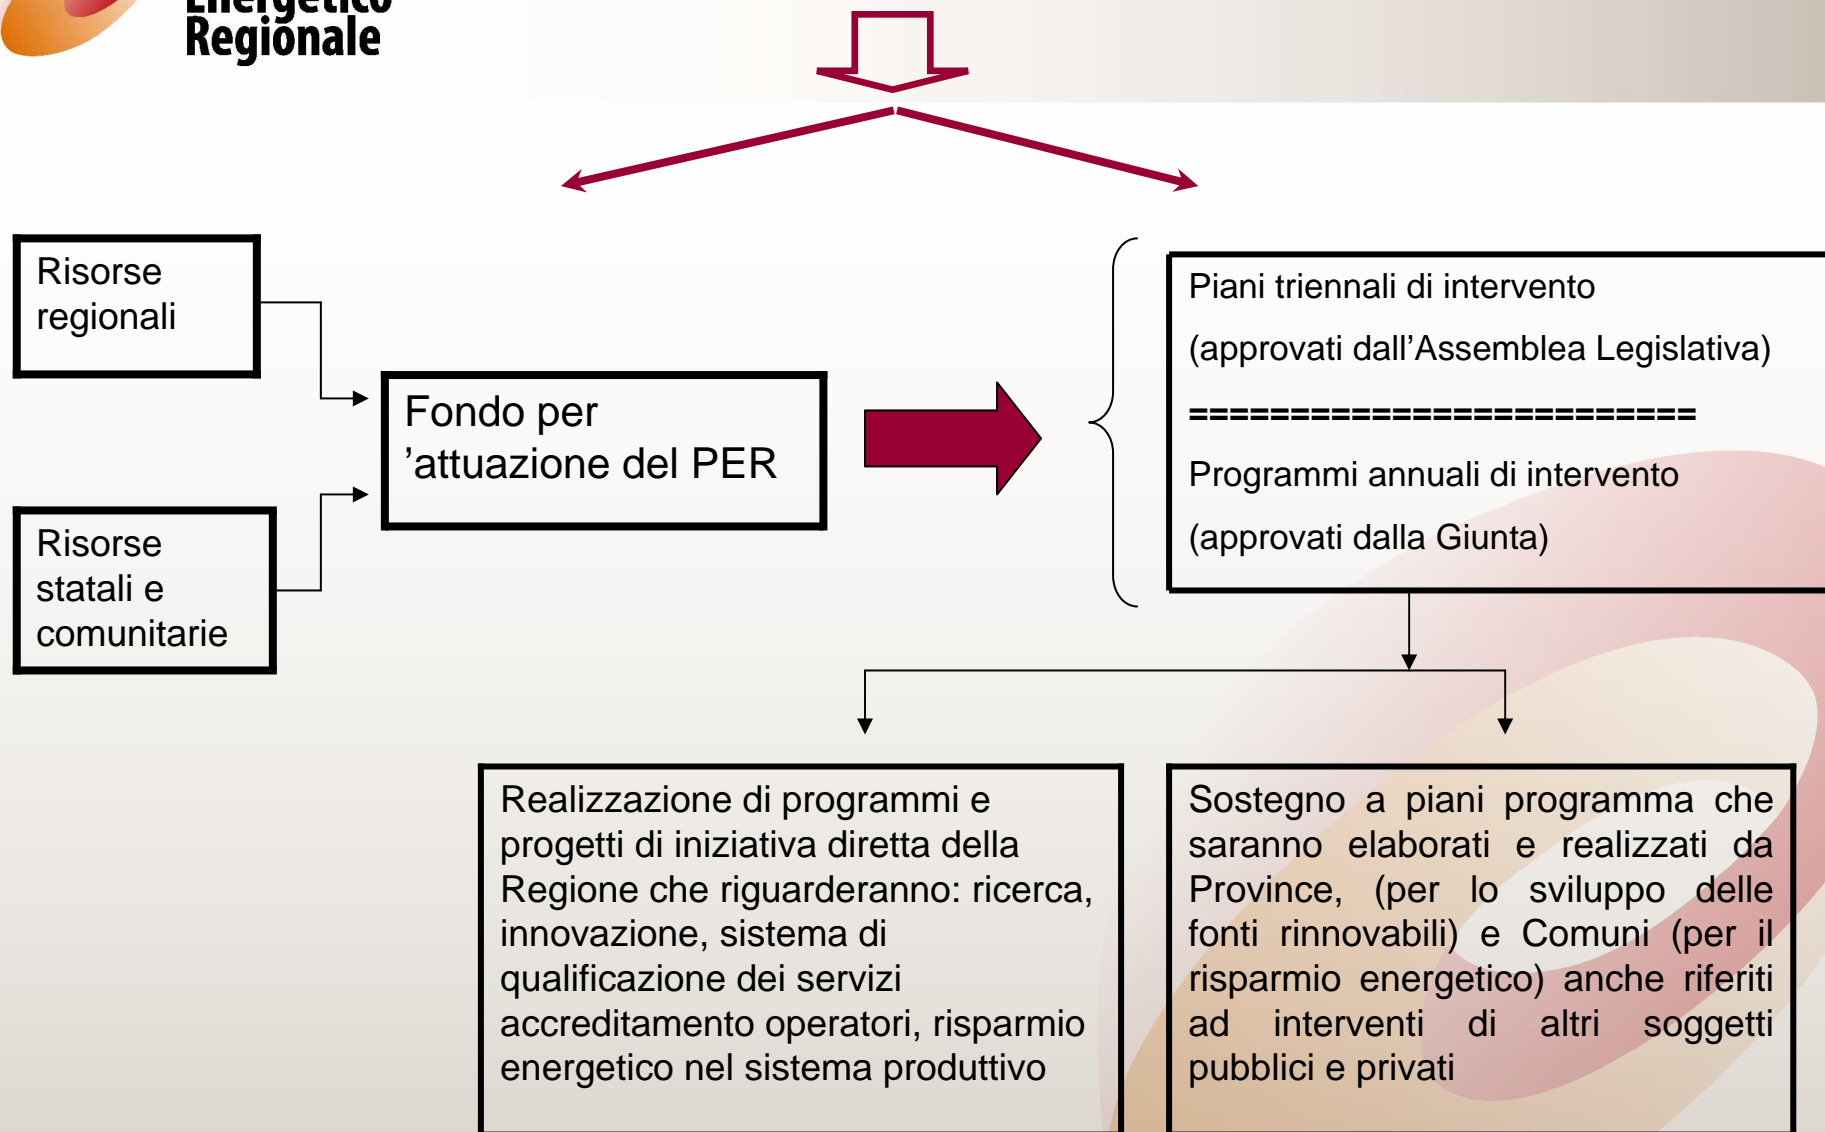 Energetico
Regionale
Risorse
regionali
Risorse
statali e
comunitarie
Fondo per
’attuazione del PER
Piani triennali di intervento
(approvati dall’Assemblea Legislativa)
=========================
Programmi annuali di intervento
(approvati dalla Giunta)
Realizzazione di programmi e
progetti di iniziativa diretta della
Regione che riguarderanno: ricerca,
innovazione, sistema di
qualificazione dei servizi
accreditamento operatori, risparmio
energetico nel sistema produttivo
Sostegno a piani programma che
saranno elaborati e realizzati da
Province, (per lo sviluppo delle
fonti rinnovabili) e Comuni (per il
risparmio energetico) anche riferiti
ad interventi di altri soggetti
pubblici e privati